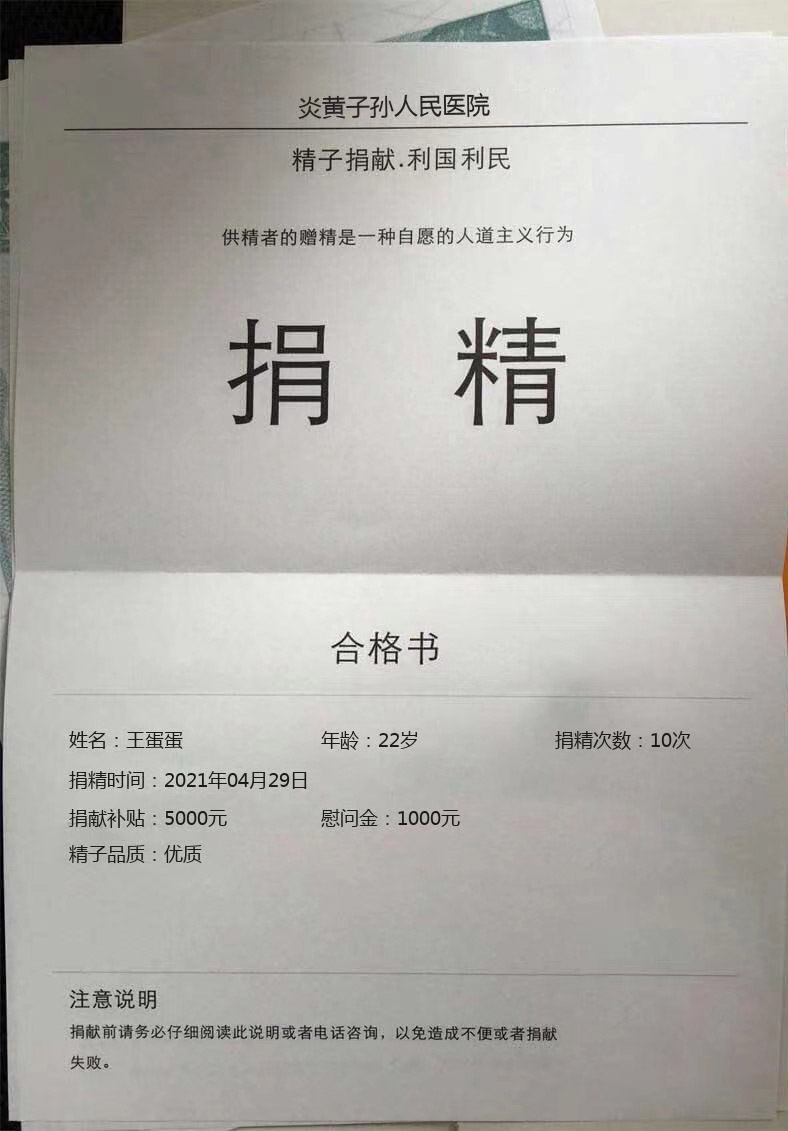 炎黄子孙人民医院
精子捐献.利国利民
供精者的赠精是一种自愿的人道主义行为
捐 精
合格书
姓名：王蛋蛋 年龄：22岁 捐精次数：10次
捐精时间：2021年04月29日
捐献补贴：5000元 慰问金：1000元
精子品质：优质
注意说明
捐献前请务必仔细阅读此说明或者电话咨询，以免造成不便或者捐献
失败。